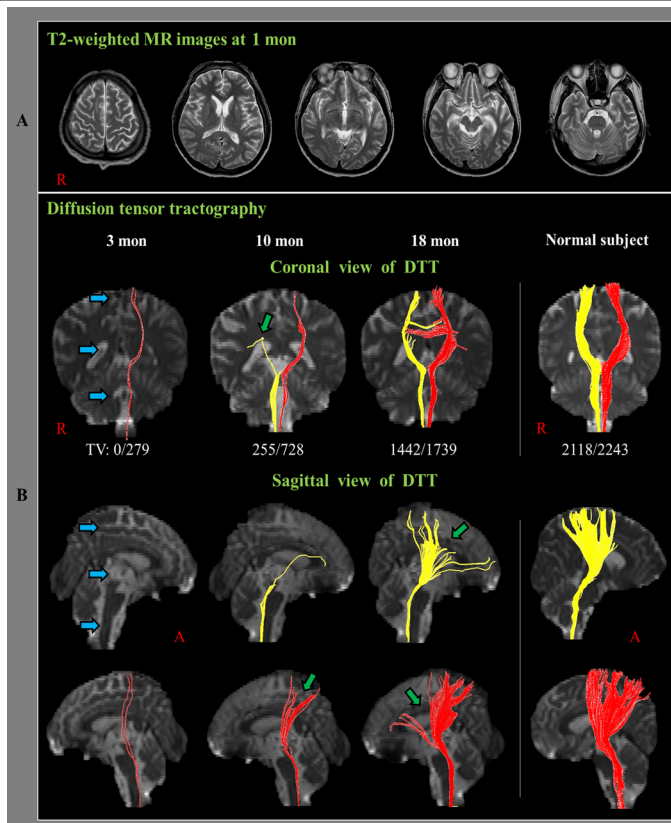 T2-weighted MR images at 1 mon
A
R
Diffusion tensor tractography
3 mon 10 mon 18 mon Normal subject
Coronal view of DTT
R R
TV: 0/279 255/728 1442/1739 2118/2243
Sagittal view of DTT
B
A A